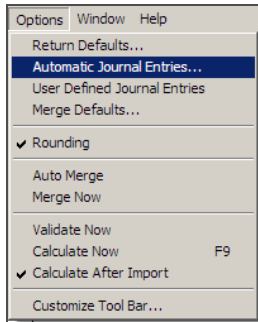 Options Window Help
Return Defaults...
Automatic Journal Entries...
User Defined Journal Entries
Merge Defaults...
Rounding
Auto Merge
Merge Now
Validate Now
Calculate Now F9
Calculate After Import
Customize Tool Bar...